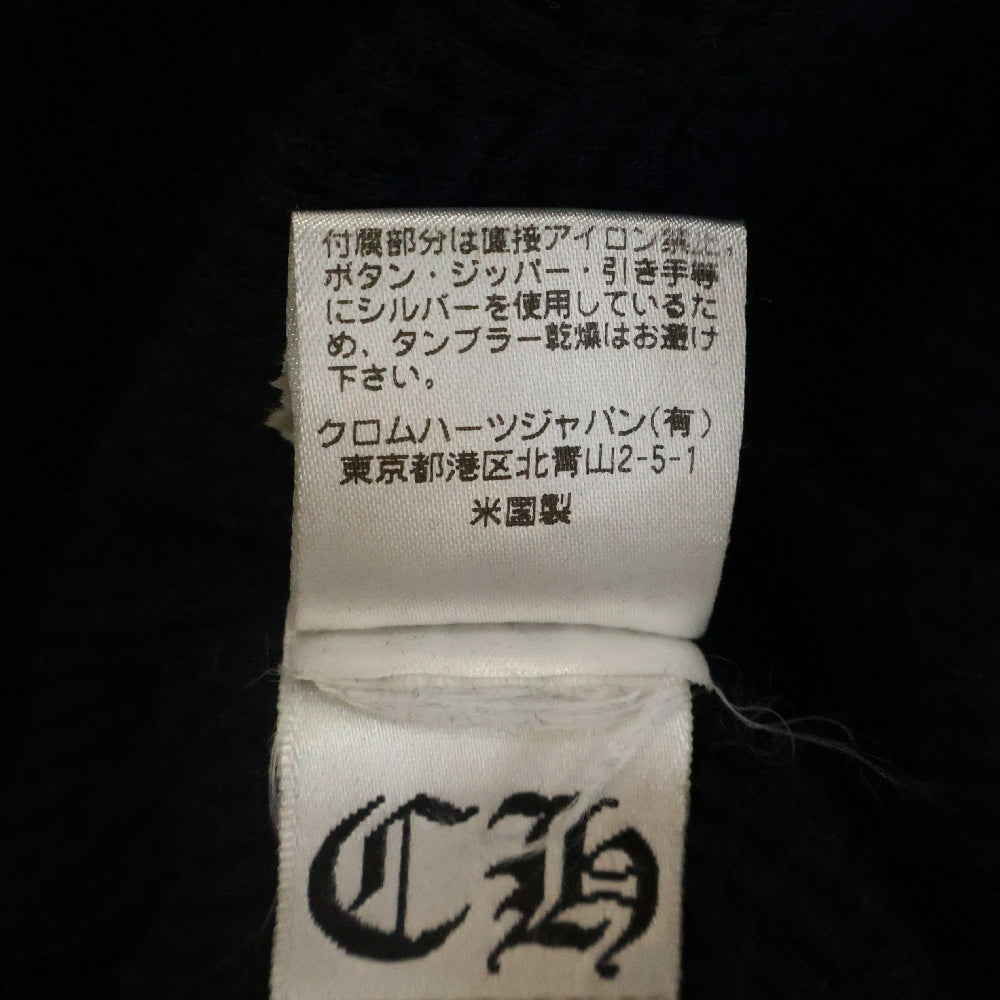 付属部分は直接アイロン禁止,
ボタン・ジッパー・引き手等
にシルバーを使用しているた
め、タンブラー乾燥はお避け
下さい。
クロムハーツジャパン(有)
東京都港区北青山2-5-1
米国製
CH